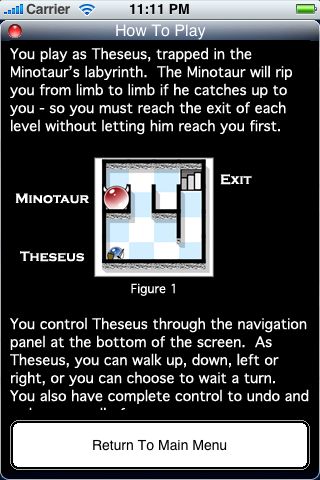 Carrier 11:11 PM
How To Play
You play as Theseus, trapped in the
Minotaur's labyrinth.  The Minotaur will rip
you from limb to limb if he catches up to
you - so you must reach the exit of each
level without letting him reach you first.
Exit
Minotaur
Theseus
Figure 1
You control Theseus through the navigation
panel at the bottom of the screen.  As
Theseus, you can walk up, down, left or
right, or you can choose to wait a turn.
You also have complete control to undo and
Return To Main Menu